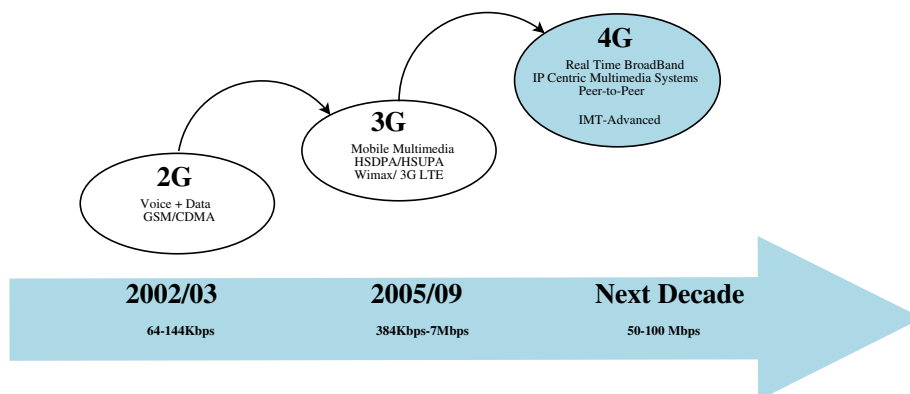 4G
Real Time BroadBand
IP Centric Multimedia Systems
Peer-to-Peer
IMT-Advanced
3G
Mobile Multimedia
HSDPA/HSUPA
Wimax/ 3G LTE
2G
Voice + Data
GSM/CDMA
2002/03
2005/09
Next Decade
64-144Kbps
384Kbps-7Mbps
50-100 Mbps